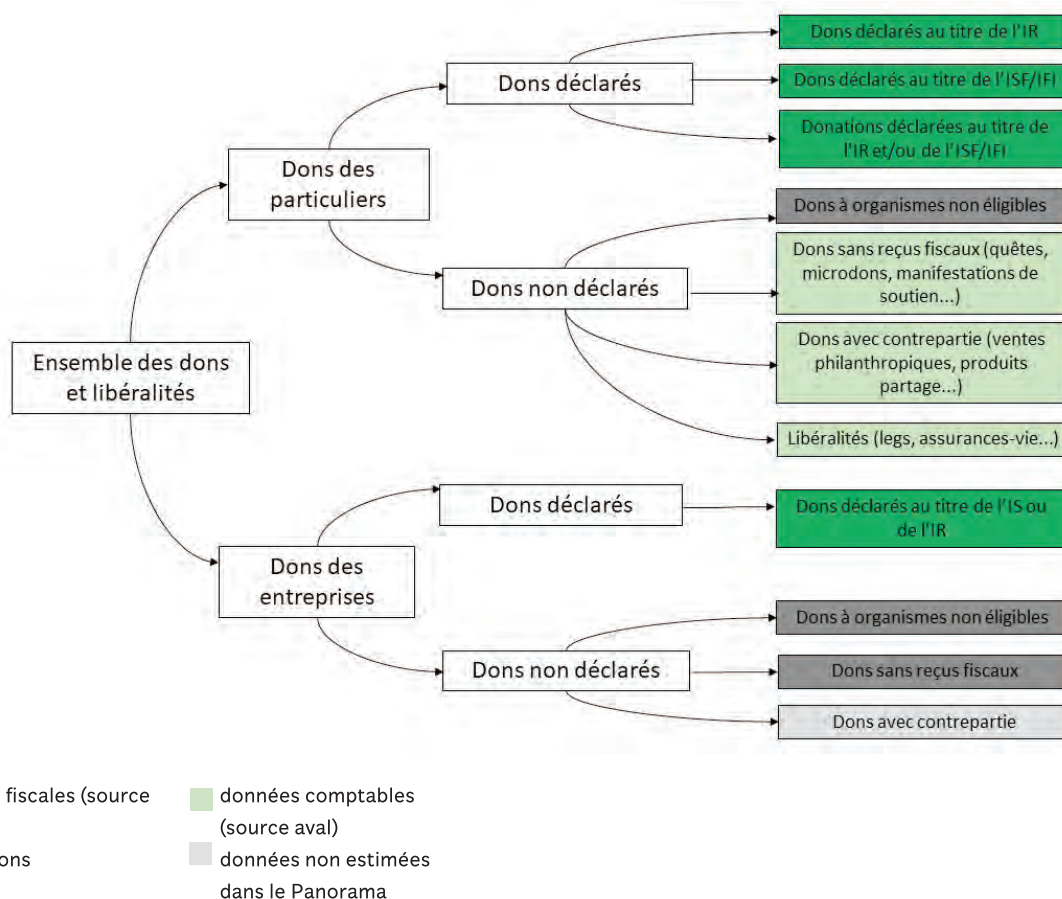 Dons déclarés au titre de l'IR
Dons déclarés
Dons déclarés au titre de l'ISF/IFI
Donations déclarées au titre de
l'IR et/ou de l'ISF/IFI
Dons des
particuliers
Dons à organismes non éligibles
Dons non déclarés
Dons sans reçus fiscaux (quêtes,
microdons, manifestations de
soutien...)
Dons avec contrepartie (ventes
philanthropiques, produits
partage...)
Libéralités (legs, assurances-vie...)
Ensemble des dons
et libéralités
Dons déclarés
Dons déclarés au titre de l'IS ou
de l'IR
Dons des
entreprises
Dons à organismes non éligibles
Dons non déclarés
Dons sans reçus fiscaux
Dons avec contrepartie
fiscales (source
ons
données comptables
(source aval)
données non estimées
dans le Panorama